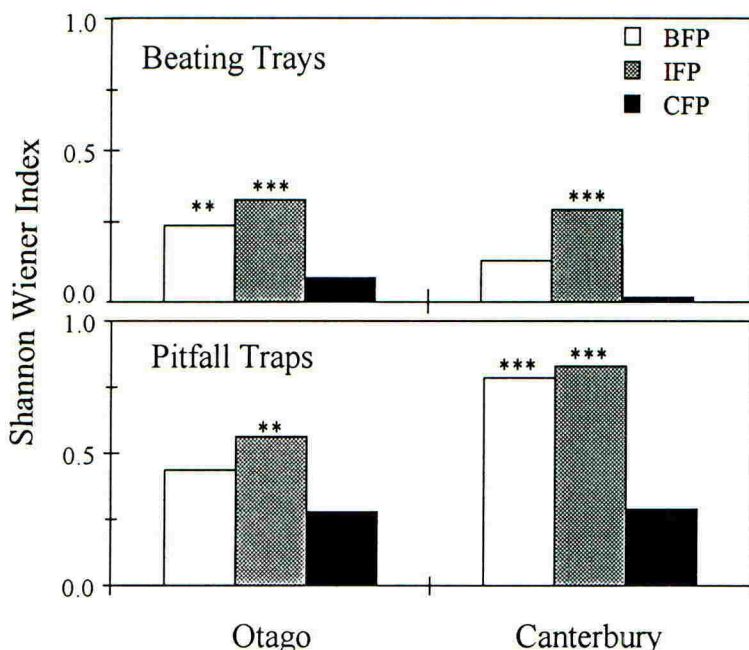 1.0
Beating Trays
BFP
IFP
CFP
0.5
** *** ***
0.0
Shannon Wiener Index
1.0
Pitfall Traps
*** ***
**
0.5
0.0
Otago Canterbury